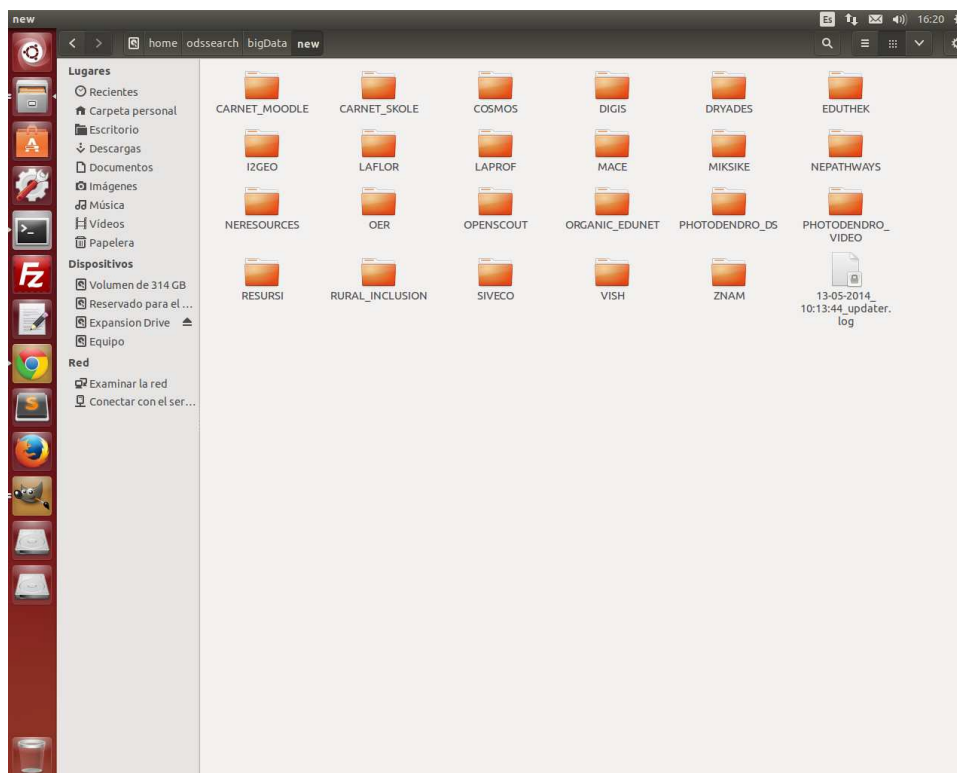 new
Es
16:20
home odssearch bigData new
Lugares
Recientes
Carpeta personal
Escritorio
Descargas
Documentos
Imágenes
Música
Vídeos
Papelera
Dispositivos
Volumen de 314 GB
Reservado para el ...
Expansion Drive
Equipo
Red
Examinar la red
Conectar con el ser...
CARNET_MOODLE
CARNET_SKOLE
COSMOS
DIGIS
DRYADES
EDUTHEK
I2GEO
LAFLOR
LAPROF
MACE
MIKSIKE
NEPATHWAYS
NERESOURCES
OER
OPENSCOUT
ORGANIC_EDUNET
PHOTODENDRO_DS
PHOTODENDRO_
VIDEO
RESURSI
RURAL_INCLUSION
SIVECO
VISH
ZNAM
13-05-2014_
10:13:44_updater.
log